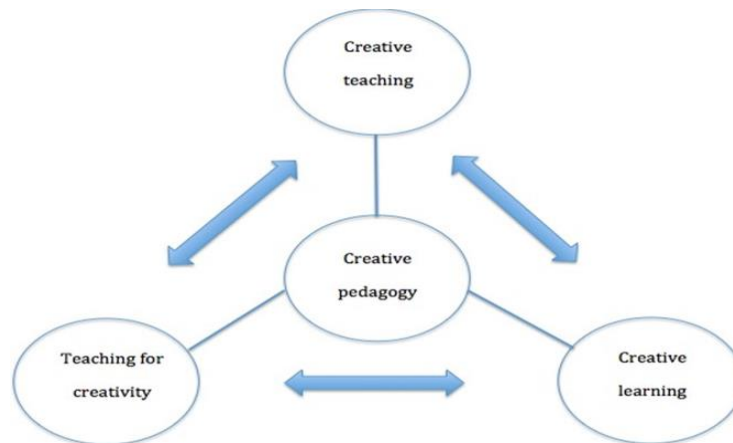 Creative
teaching
Creative
pedagogy
Teaching for
creativity
Creative
learning